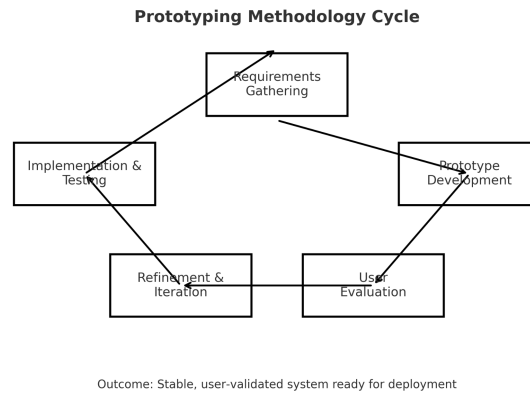 Prototyping Methodology Cycle
Requirements
Gathering
Implementation &
Testing
Prototype
Development
Refinement &
Iteration
User
Evaluation
Outcome: Stable, user-validated system ready for deployment